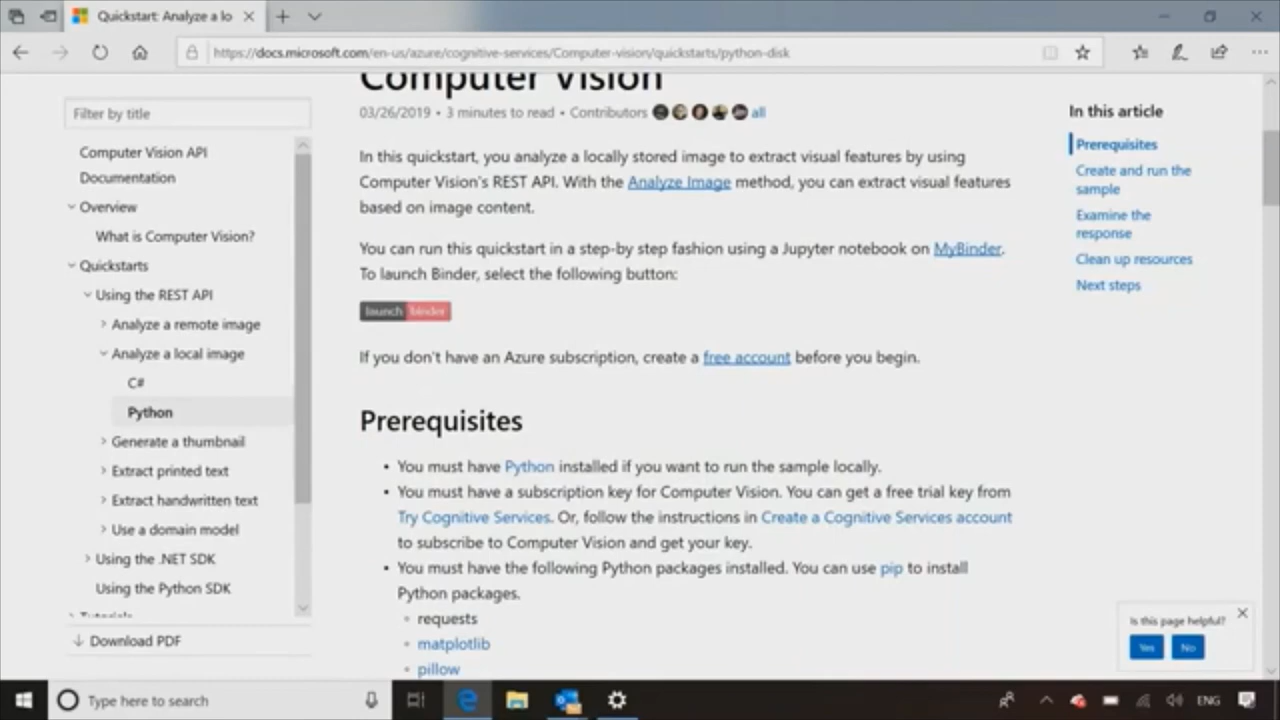 Quickstart: Analyze a lo
https://docs.microsoft.com/en-us/azure/cognitive-services/Computer-vision/quickstarts/python-disk
Filter by title
Computer Vision API
Documentation
Overview
What is Computer Vision?
Quickstarts
Using the REST API
Analyze a remote image
Analyze a local image
C#
Python
Generate a thumbnail
Extract printed text
Extract handwritten text
Use a domain model
Using the .NET SDK
Using the Python SDK
Tutorials
Download PDF
Computer Vision
03/26/2019 • 3 minutes to read • Contributors all
In this quickstart, you analyze a locally stored image to extract visual features by using
Computer Vision's REST API. With the Analyze Image method, you can extract visual features
based on image content.
You can run this quickstart in a step-by step fashion using a Jupyter notebook on MyBinder.
To launch Binder, select the following button:
launch binder
If you don't have an Azure subscription, create a free account before you begin.
Prerequisites
• You must have Python installed if you want to run the sample locally.
• You must have a subscription key for Computer Vision. You can get a free trial key from
Try Cognitive Services. Or, follow the instructions in Create a Cognitive Services account
to subscribe to Computer Vision and get your key.
• You must have the following Python packages installed. You can use pip to install
Python packages.
requests
matplotlib
pillow
In this article
Prerequisites
Create and run the
sample
Examine the
response
Clean up resources
Next steps
Is this page helpful?
Yes No
Type here to search
ENG